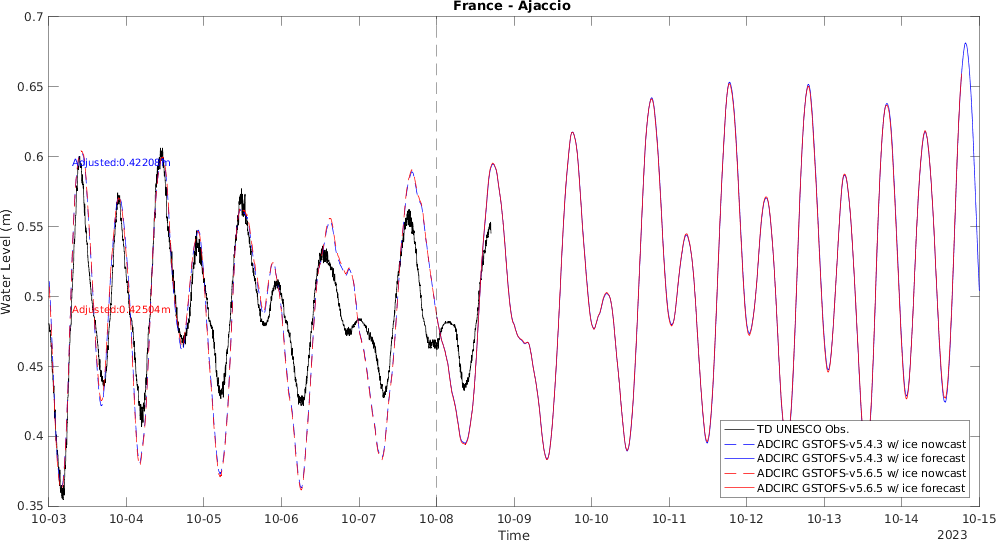 France - Ajaccio
0.7
0.65
0.6
0.55
0.5
0.45
0.4
0.35
Water Level (m)
Adjusted:0.42208m
Adjusted:0.42504m
TD UNESCO Obs.
ADCIRC GSTOFS-v5.4.3 w/ ice nowcast
ADCIRC GSTOFS-v5.4.3 w/ ice forecast
ADCIRC GSTOFS-v5.6.5 w/ ice nowcast
ADCIRC GSTOFS-v5.6.5 w/ ice forecast
10-03 10-04 10-05 10-06 10-07 10-08 10-09 10-10 10-11 10-12 10-13 10-14 10-15
Time
2023